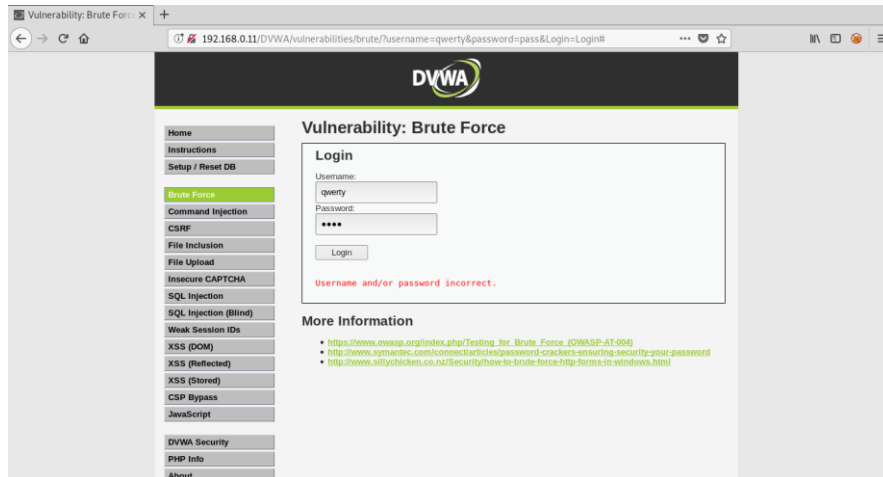 Vulnerability: Brute Forc
192.168.0.11/DVWA/vulnerabilities/brute/?username=qwerty&password=pass&Login=Login#
DVWA
Home
Instructions
Setup / Reset DB
Brute Force
Command Injection
CSRF
File Inclusion
File Upload
Insecure CAPTCHA
SQL Injection
SQL Injection (Blind)
Weak Session IDs
XSS (DOM)
XSS (Reflected)
XSS (Stored)
CSP Bypass
JavaScript
DVWA Security
PHP Info
About
Vulnerability: Brute Force
Login
Username:
qwerty
Password:
••••
Login
Username and/or password incorrect.
More Information
• https://www.owasp.org/index.php/Testing_for_Brute_Force_(OWASP-AT-004)
• http://www.symantec.com/connect/articles/password-crackers-ensuring-security-your-password
• http://www.sillychicken.co.nz/Security/how-to-brute-force-http-forms-in-windows.html